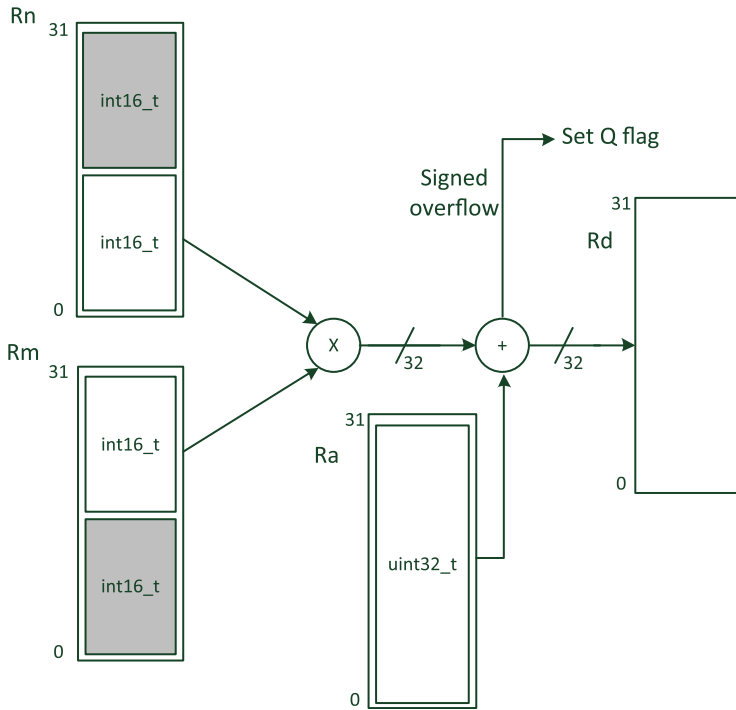 Rn
31
int16_t
int16_t
0
Rm
31
int16_t
int16_t
0
X
32
Signed
overflow
Set Q flag
+
32
Ra
31
uint32_t
0
Rd
31
0